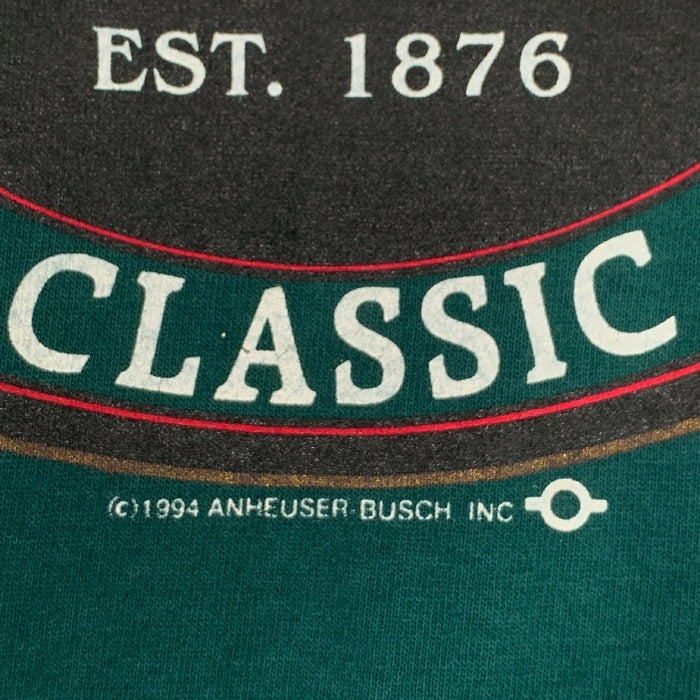 EST. 1876
CLASSIC
(c)1994 ANHEUSER-BUSCH INC